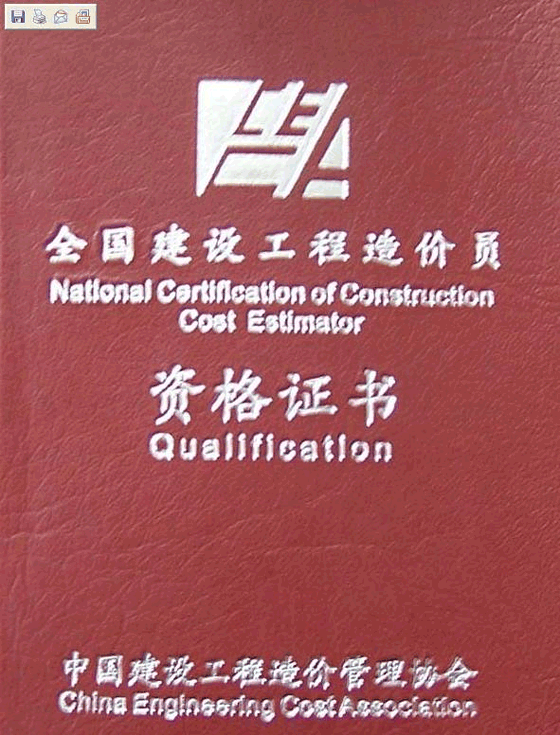 全国建设工程造价员
National Certification of Construction
Cost Estimator
资格证书
Qualification
中国建设工程造价管理协会
China Engineering Cost Association